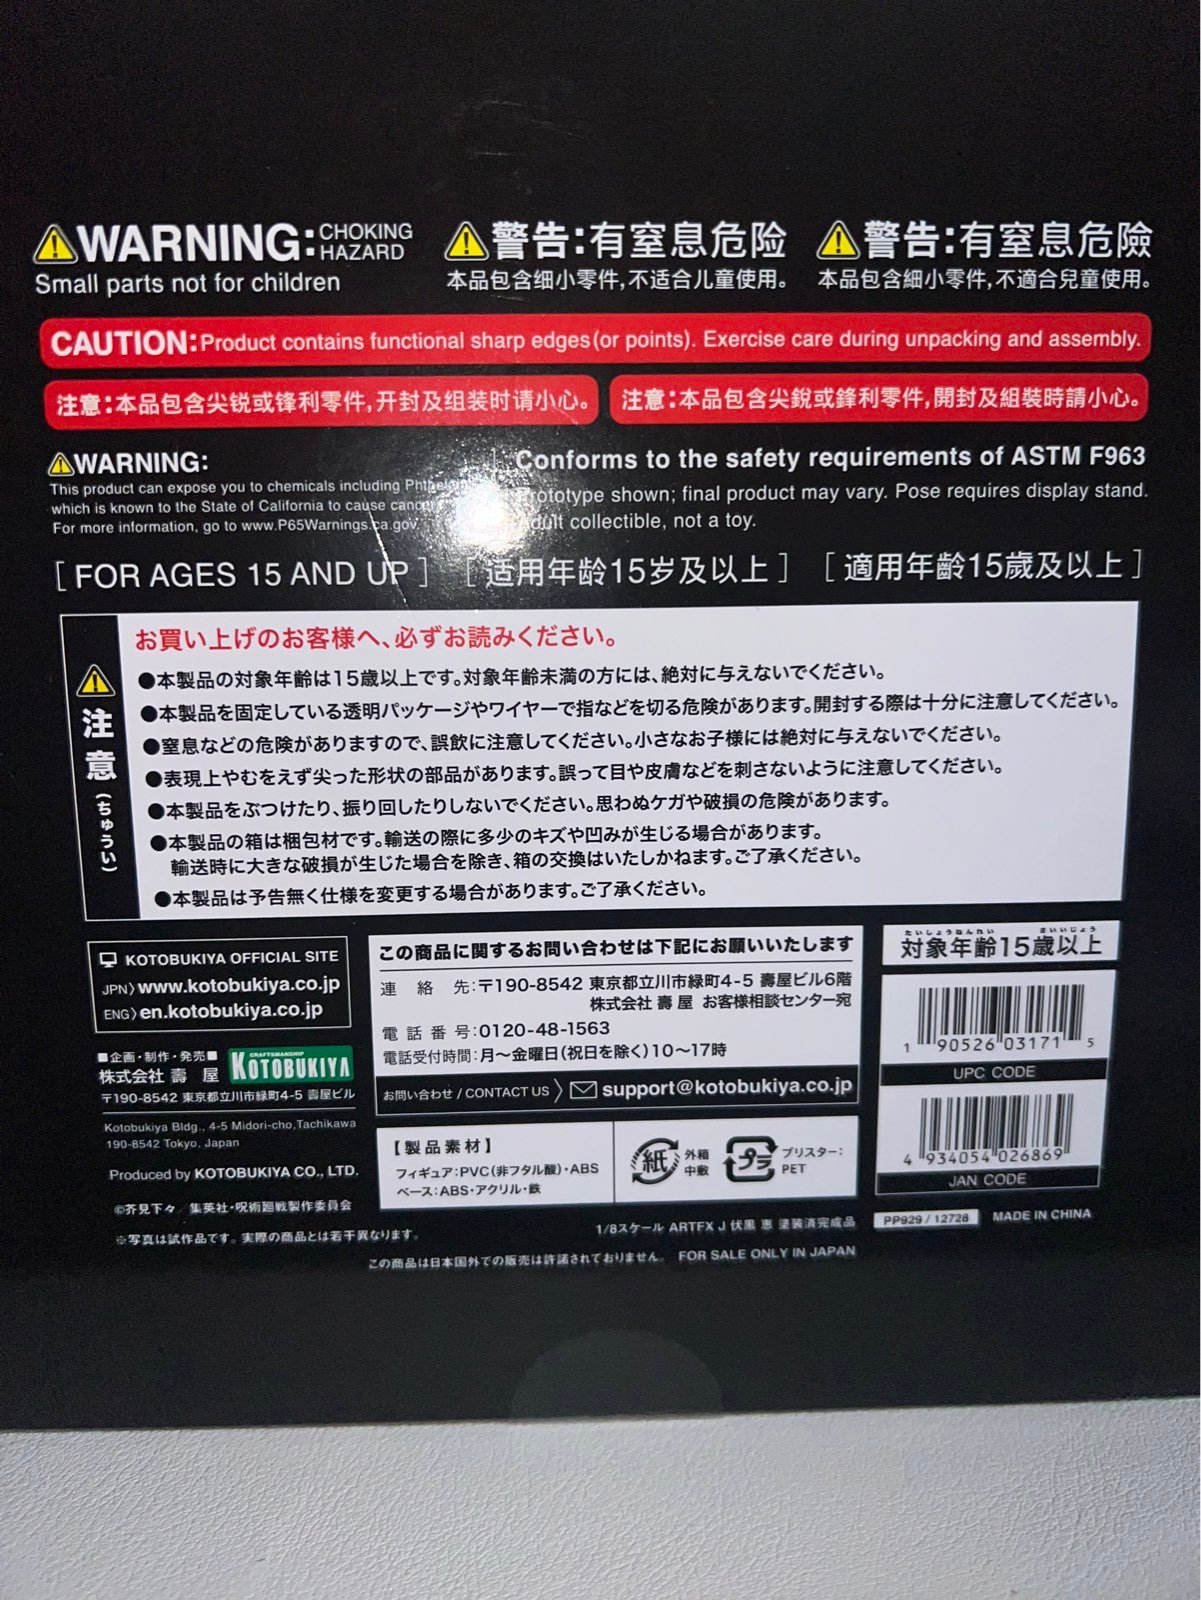 WARNING: CHOKING HAZARD
Small parts not for children
警告:有窒息危险
本品包含细小零件,不适合儿童使用。
警告:有窒息危險
本品包含細小零件,不適合兒童使用。
CAUTION: Product contains functional sharp edges (or points). Exercise care during unpacking and assembly.
注意:本品包含尖锐或锋利零件,开封及组装时请小心。
注意:本品包含尖銳或鋒利零件,開封及組裝時請小心。
WARNING:
This product can expose you to chemicals including
which is known to the State of California to cause cancer
For more information, go to www.P65Warnings.ca.gov
Conforms to the safety requirements of ASTM F963
Prototype shown; final product may vary. Pose requires display stand.
Adult collectible, not a toy.
[FOR AGES 15 AND UP] [适用年龄15岁及以上] [適用年齡15歲及以上]
注意(ちゅうい)
お買い上げのお客様へ、必ずお読みください。
●本製品の対象年齢は15歳以上です。対象年齢未満の方には、絶対に与えないでください。
●本製品を固定している透明パッケージやワイヤーで指などを切る危険があります。開封する際は十分に注意してください。
●窒息などの危険がありますので、誤飲に注意してください。小さなお子様には絶対に与えないでください。
●表現上やむをえず尖った形状の部品があります。誤って目や皮膚などを刺さないように注意してください。
●本製品をぶつけたり、振り回したりしないでください。思わぬケガや破損の危険があります。
●本製品の箱は梱包材です。輸送の際に多少のキズや凹みが生じる場合があります。
輸送時に大きな破損が生じた場合を除き、箱の交換はいたしかねます。ご了承ください。
●本製品は予告無く仕様を変更する場合があります。ご了承ください。
KOTOBUKIYA OFFICIAL SITE
JPN〉www.kotobukiya.co.jp
ENG〉en.kotobukiya.co.jp
■企画・制作・発売■
株式会社 壽 屋
CRAFTSMANSHIP
KOTOBUKIYA
〒190-8542 東京都立川市緑町4-5 壽屋ビル
Kotobukiya Bldg., 4-5 Midori-cho,Tachikawa
190-8542 Tokyo, Japan
Produced by KOTOBUKIYA CO., LTD.
©芥見下々/集英社・呪術廻戦製作委員会
※写真は試作品です。実際の商品とは若干異なります。
この商品に関するお問い合わせは下記にお願いいたします
連 絡 先:〒190-8542 東京都立川市緑町4-5 壽屋ビル6階
株式会社 壽 屋 お客様相談センター宛
電 話 番 号:0120-48-1563
電話受付時間:月〜金曜日(祝日を除く)10〜17時
お問い合わせ / CONTACT US 〉 support@kotobukiya.co.jp
【製品素材】
フィギュア:PVC(非フタル酸)・ABS
ベース:ABS・アクリル・鉄
紙
外箱
中敷
プラ
ブリスター:
PET
たいしょうねんれい さいいじょう
対象年齢15歳以上
1 90526 03171 5
UPC CODE
4 934054 026869
JAN CODE
1/8スケール ARTFX J 伏黒 恵 塗装済完成品
PP929 / 12728
MADE IN CHINA
この商品は日本国外での販売は許諾されておりません。 FOR SALE ONLY IN JAPAN